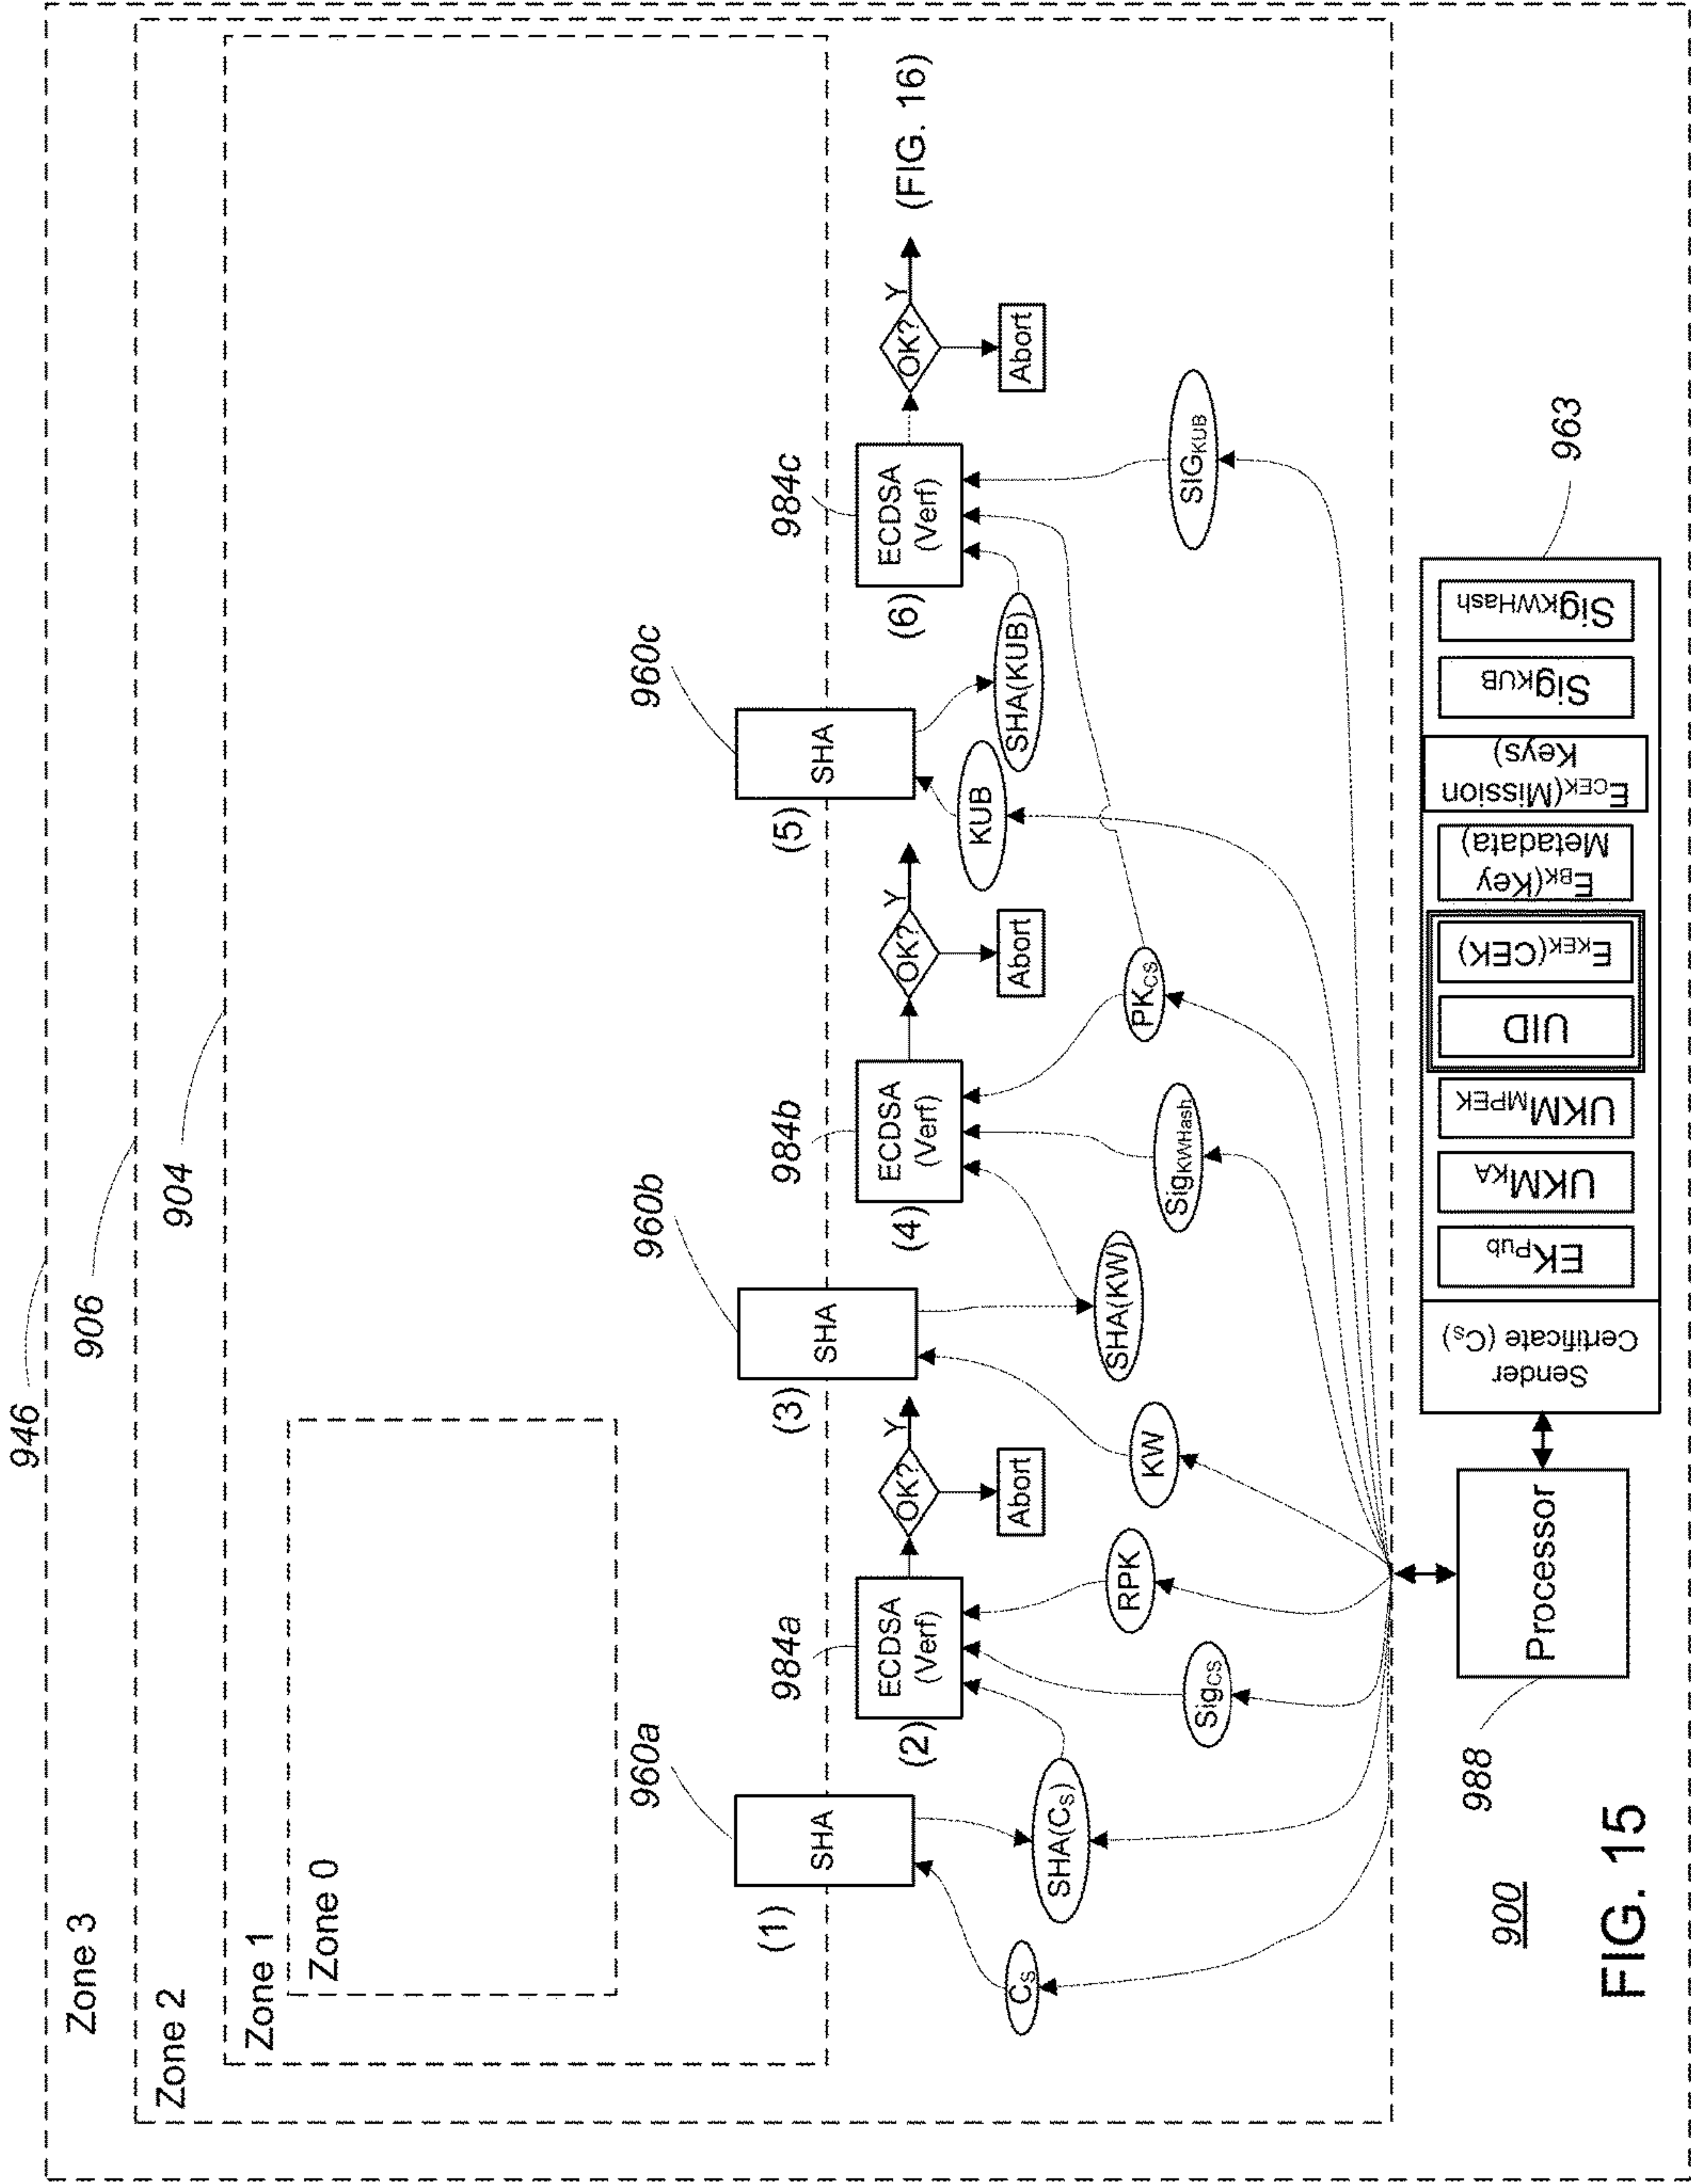 946
906
904
Zone 3
Zone 2
Zone 1
Zone 0
960a
960b
960c
SHA
SHA
SHA
(1)
(3)
(5)
984a
984b
984c
ECDSA
(Verf)
OK?
Y
Abort
ECDSA
(Verf)
OK?
Y
Abort
ECDSA
(Verf)
OK?
Y
Abort
(FIG. 16)
(2)
(4)
(6)
CS
SHA(CS)
SigCS
RPK
KW
SHA(KW)
SigKWHash
PKCS
KUB
SHA(KUB)
SIGKUB
Processor
988
Sender
Certificate (CS)
EKPub
UKMKA
UKMMPEK
UID
EKEK(CEK)
EBK(Key
Metadata)
ECEK(Mission
Keys)
SigKUB
SigKWHash
963
900
FIG. 15